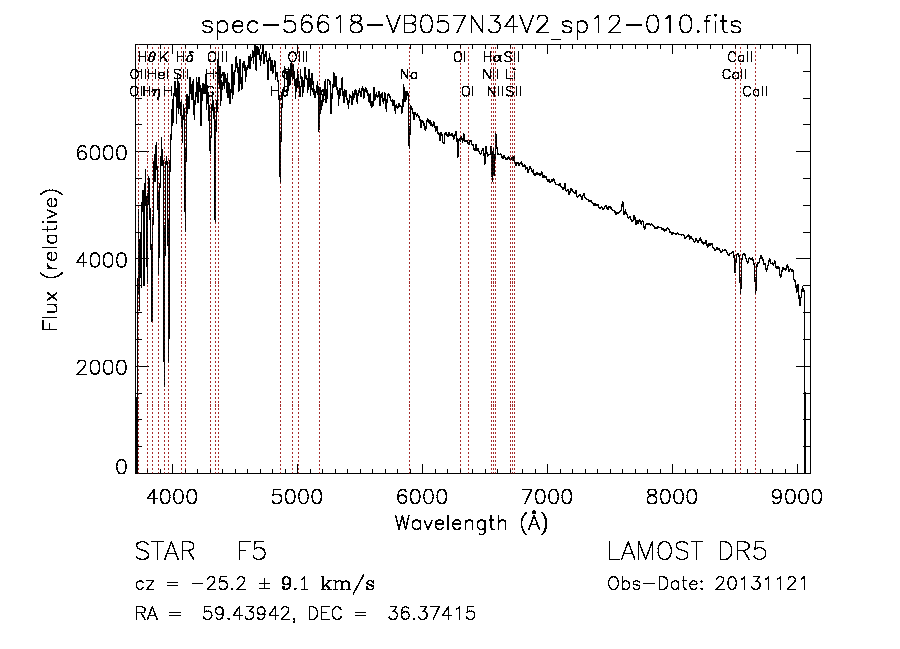 spec-56618-VB057N34V2_sp12-010.fits
Hθ K Hδ OIII OIII OI Hα SII CaII
OII HeI SII Hγ Na NII Li CaII
OII Hη H G Hβ OI NII SII CaII
6000
4000
2000
0
Flux (relative)
4000 5000 6000 7000 8000 9000
Wavelength (Å)
STAR F5 LAMOST DR5
cz = −25.2 ± 9.1 km/s Obs−Date: 20131121
RA = 59.43942, DEC = 36.37415